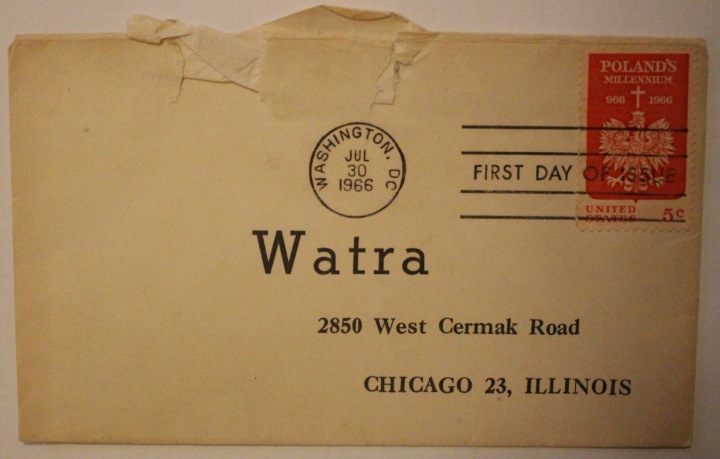 POLAND'S
MILLENNIUM
966 1966
WASHINGTON, DC
JUL
30
1966
FIRST DAY OF ISSUE
UNITED
STATES 5c
Watra
2850 West Cermak Road
CHICAGO 23, ILLINOIS